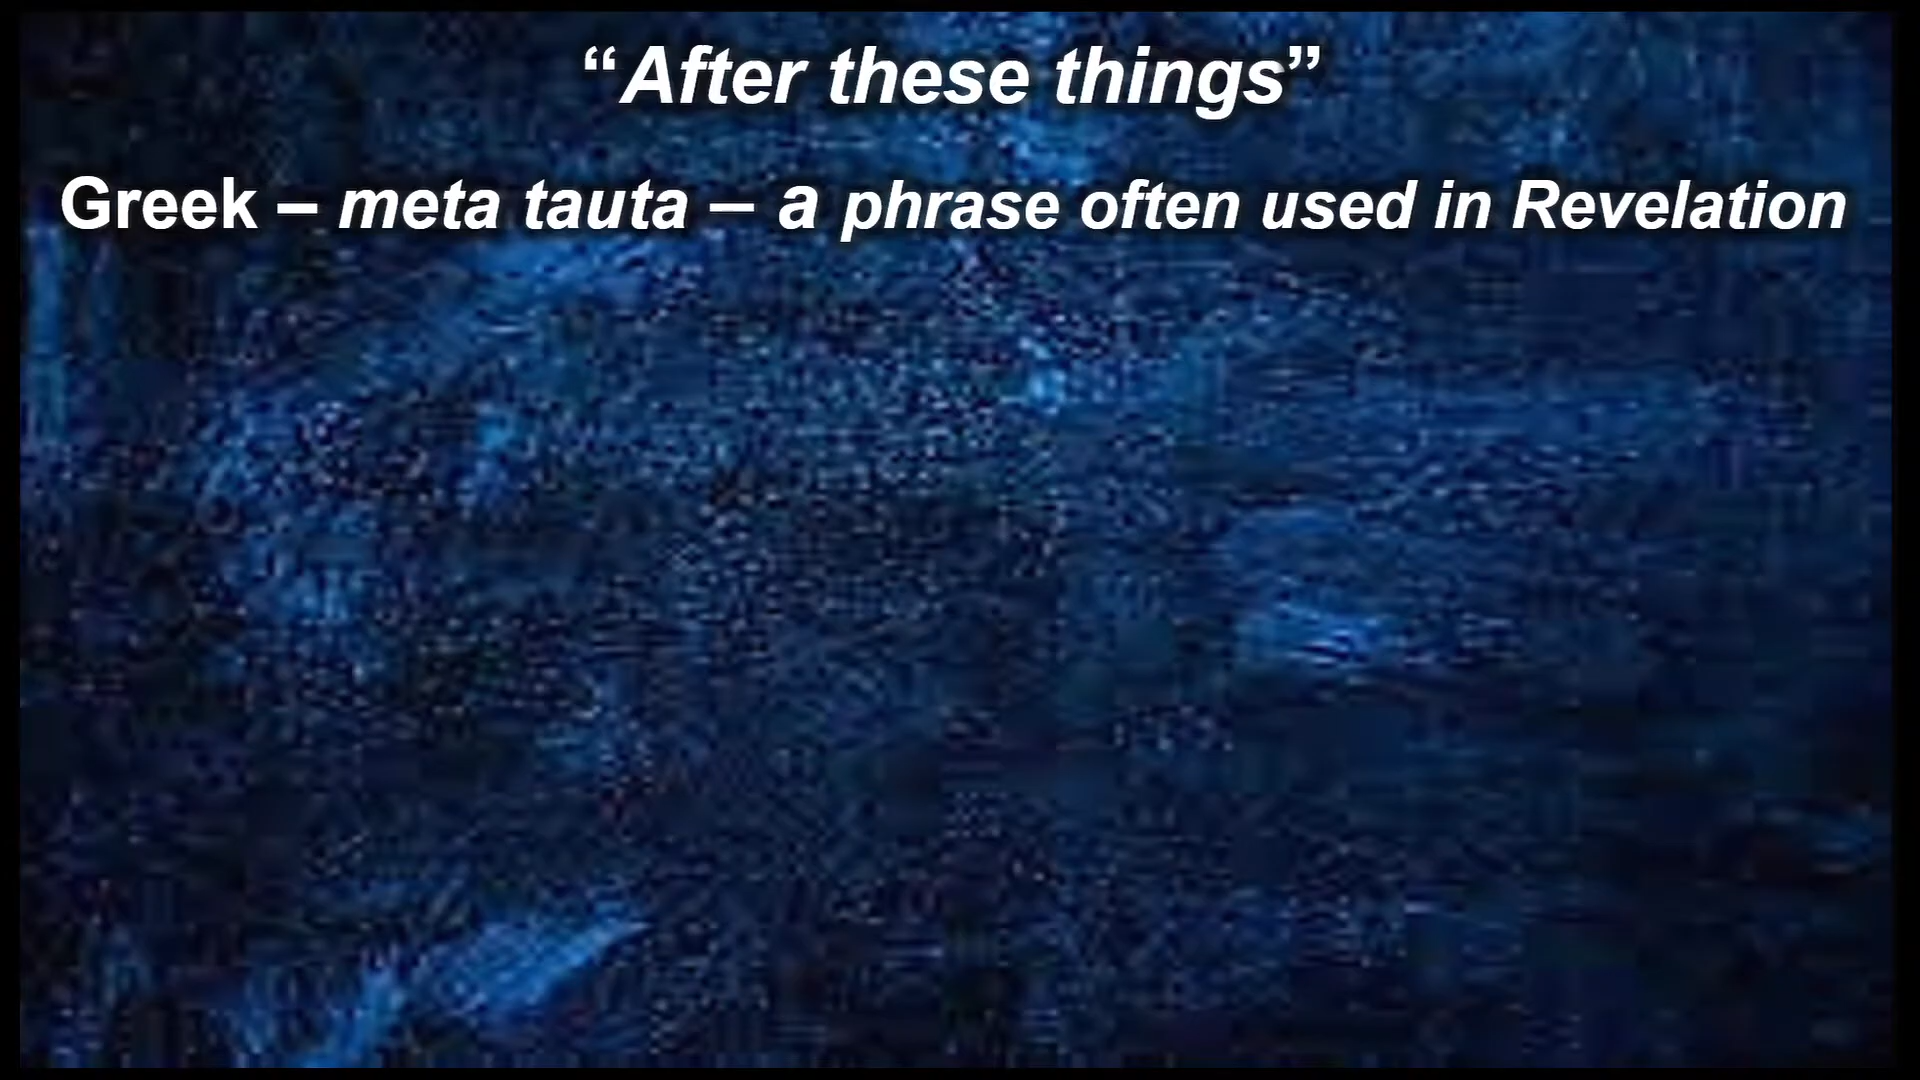 “After these things”
Greek – meta tauta – a phrase often used in Revelation